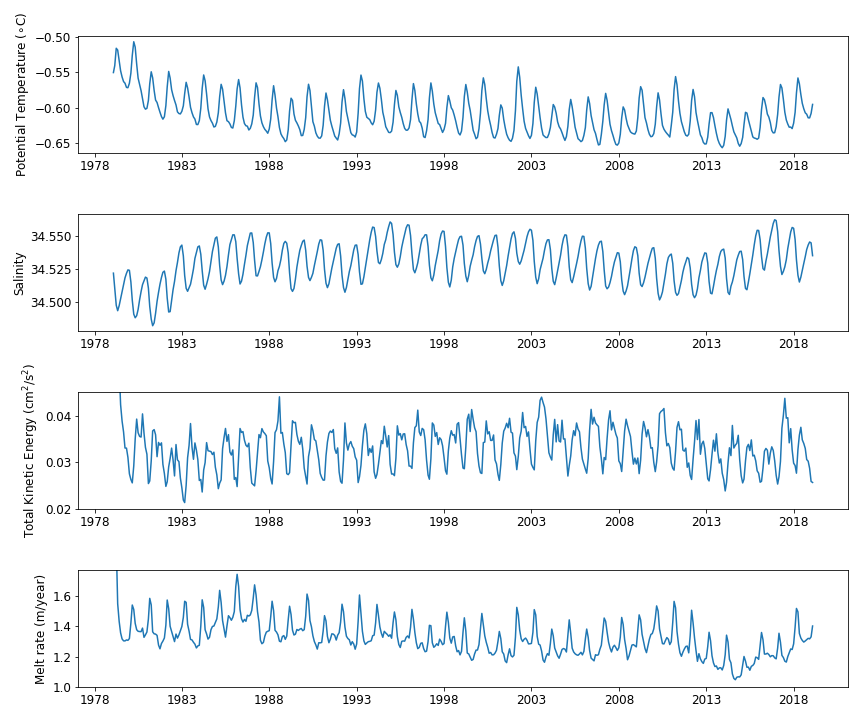 Potential Temperature (∘C)
−0.50
−0.55
−0.60
−0.65
1978 1983 1988 1993 1998 2003 2008 2013 2018
Salinity
34.550
34.525
34.500
1978 1983 1988 1993 1998 2003 2008 2013 2018
Total Kinetic Energy (cm²/s²)
0.04
0.03
0.02
1978 1983 1988 1993 1998 2003 2008 2013 2018
Melt rate (m/year)
1.6
1.4
1.2
1.0
1978 1983 1988 1993 1998 2003 2008 2013 2018